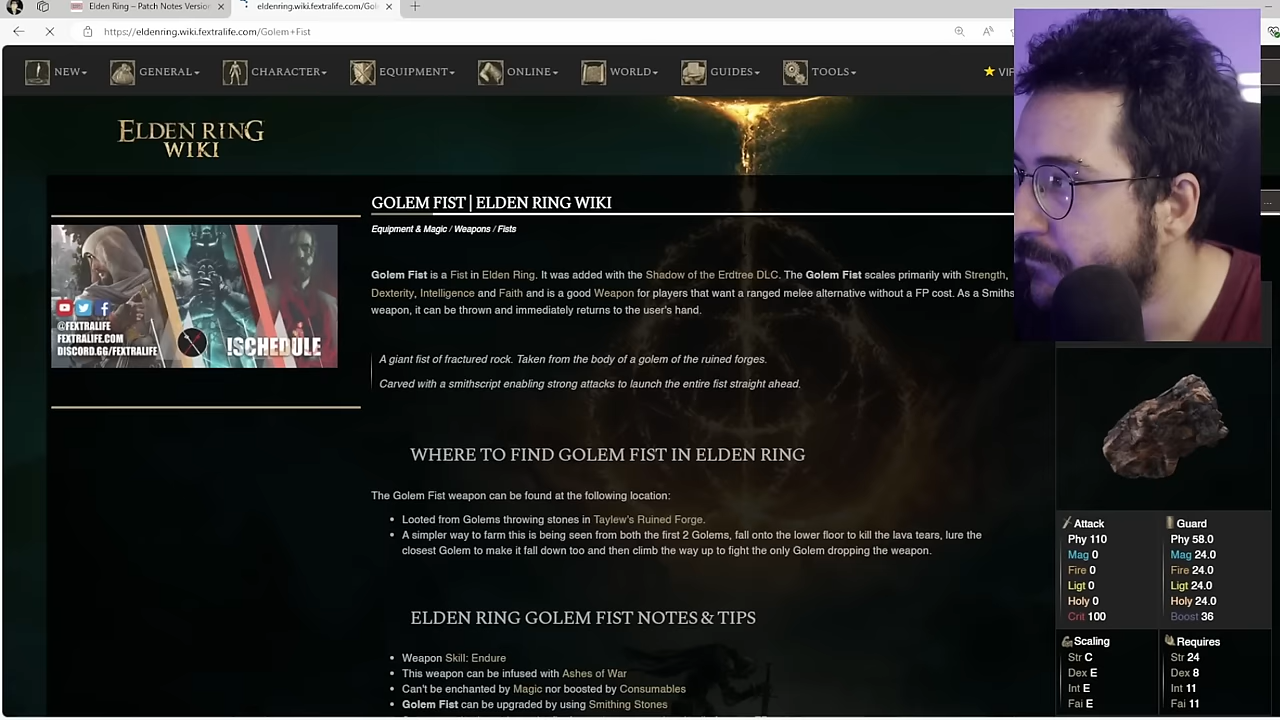 Elden Ring – Patch Notes Versio
eldenring.wiki.fextralife.com/Gole
https://eldenring.wiki.fextralife.com/Golem+Fist
NEW
GENERAL
CHARACTER
EQUIPMENT
ONLINE
WORLD
GUIDES
TOOLS
VIP
ELDEN RING
WIKI
GOLEM FIST | ELDEN RING WIKI
Equipment & Magic / Weapons / Fists
@FEXTRALIFE
FEXTRALIFE.COM
DISCORD.GG/FEXTRALIFE
!SCHEDULE
Golem Fist is a Fist in Elden Ring. It was added with the Shadow of the Erdtree DLC. The Golem Fist scales primarily with Strength,
Dexterity, Intelligence and Faith and is a good Weapon for players that want a ranged melee alternative without a FP cost. As a Smiths
weapon, it can be thrown and immediately returns to the user's hand.
A giant fist of fractured rock. Taken from the body of a golem of the ruined forges.
Carved with a smithscript enabling strong attacks to launch the entire fist straight ahead.
WHERE TO FIND GOLEM FIST IN ELDEN RING
The Golem Fist weapon can be found at the following location:
• Looted from Golems throwing stones in Taylew's Ruined Forge.
• A simpler way to farm this is being seen from both the first 2 Golems, fall onto the lower floor to kill the lava tears, lure the
closest Golem to make it fall down too and then climb the way up to fight the only Golem dropping the weapon.
ELDEN RING GOLEM FIST NOTES & TIPS
• Weapon Skill: Endure
• This weapon can be infused with Ashes of War
• Can't be enchanted by Magic nor boosted by Consumables
• Golem Fist can be upgraded by using Smithing Stones
Attack
Phy 110
Mag 0
Fire 0
Ligt 0
Holy 0
Crit 100
Guard
Phy 58.0
Mag 24.0
Fire 24.0
Ligt 24.0
Holy 24.0
Boost 36
Scaling
Str C
Dex E
Int E
Fai E
Requires
Str 24
Dex 8
Int 11
Fai 11